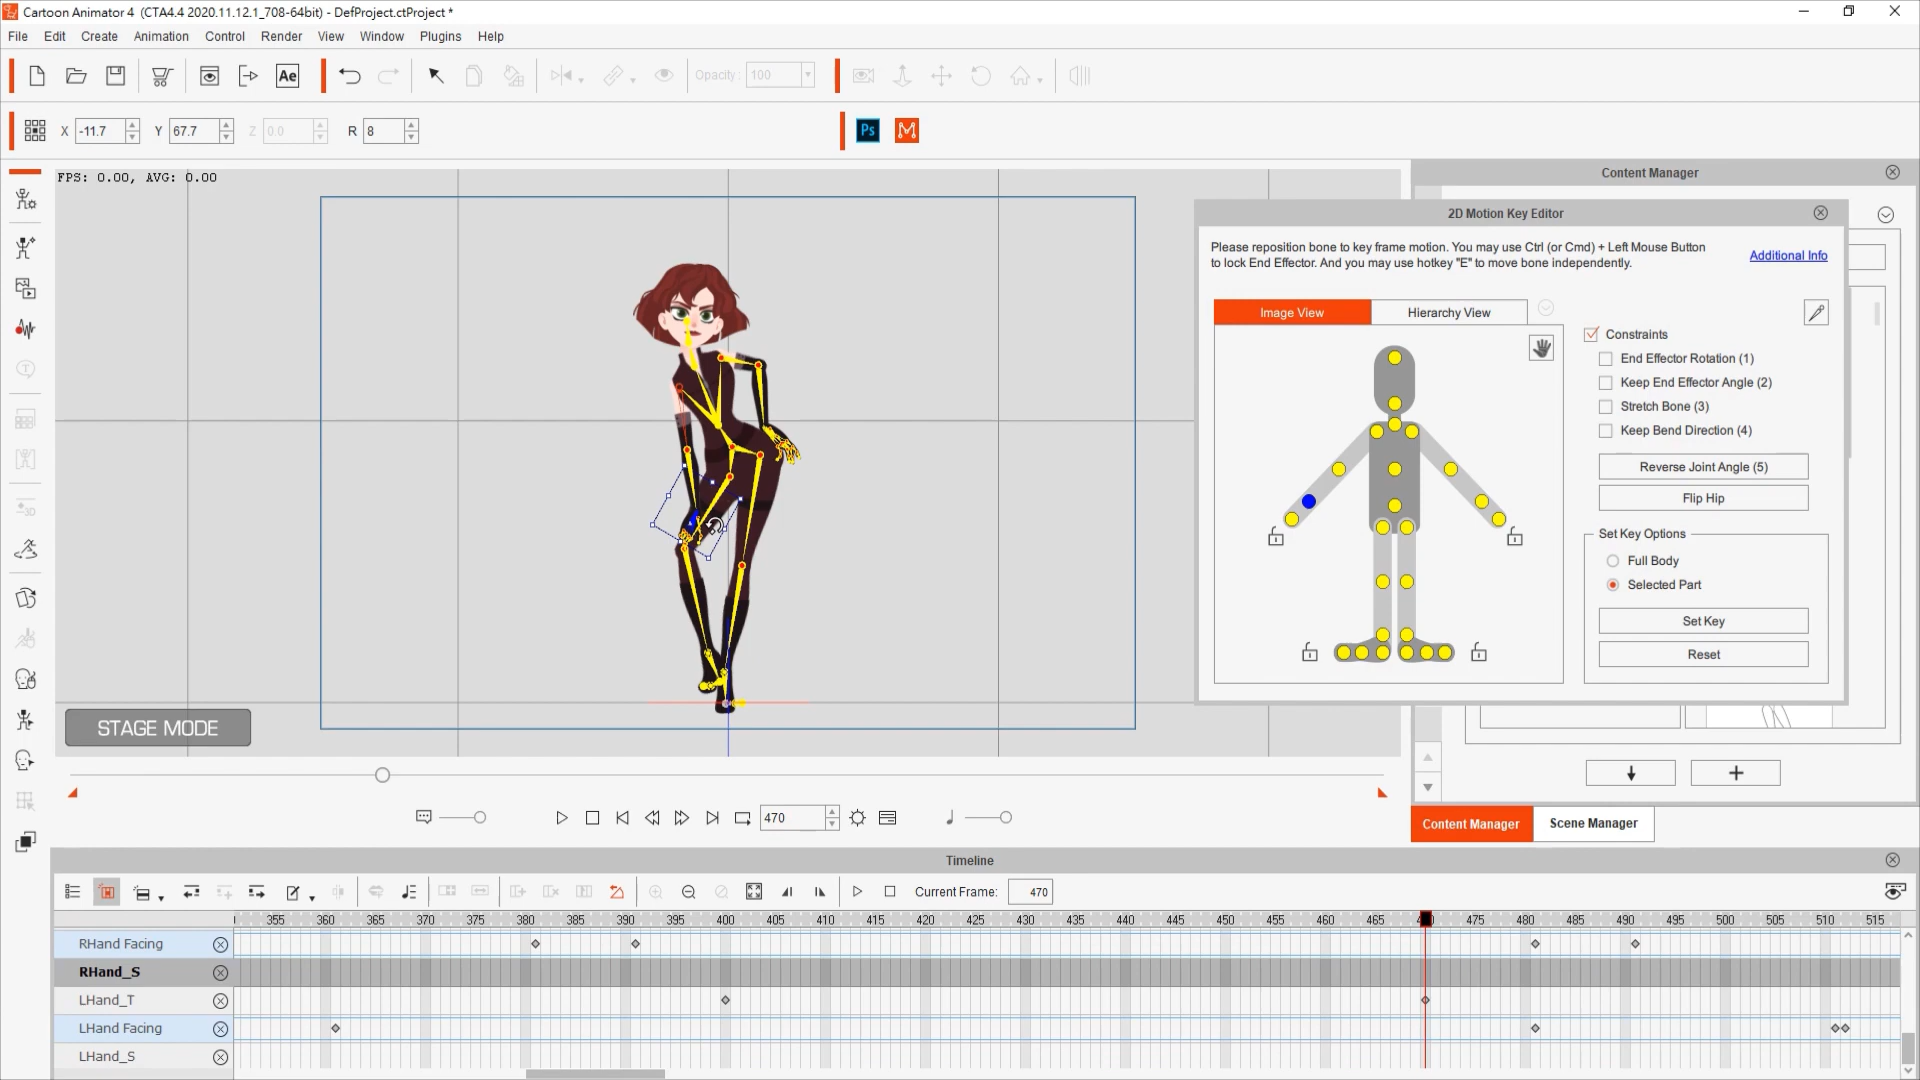 Cartoon Animator 4  (CTA4.4 2020.11.12.1_708-64bit) - DefProject.ctProject *
File Edit Create Animation Control Render View Window Plugins Help
Ae Opacity : 100
X -11.7 Y 67.7 Z 0.0 R 8 Ps
FPS: 0.00, AVG: 0.00
Content Manager
2D Motion Key Editor
Please reposition bone to key frame motion. You may use Ctrl (or Cmd) + Left Mouse Button
to lock End Effector. And you may use hotkey "E" to move bone independently.
Additional Info
Image View Hierarchy View
Constraints
End Effector Rotation (1)
Keep End Effector Angle (2)
Stretch Bone (3)
Keep Bend Direction (4)
Reverse Joint Angle (5)
Flip Hip
Set Key Options
Full Body
Selected Part
Set Key
Reset
STAGE MODE
470
Content Manager Scene Manager
Timeline
Current Frame: 470
355 360 365 370 375 380 385 390 395 400 405 410 415 420 425 430 435 440 445 450 455 460 465 475 480 485 490 495 500 505 510 515
RHand Facing
RHand_S
LHand_T
LHand Facing
LHand_S